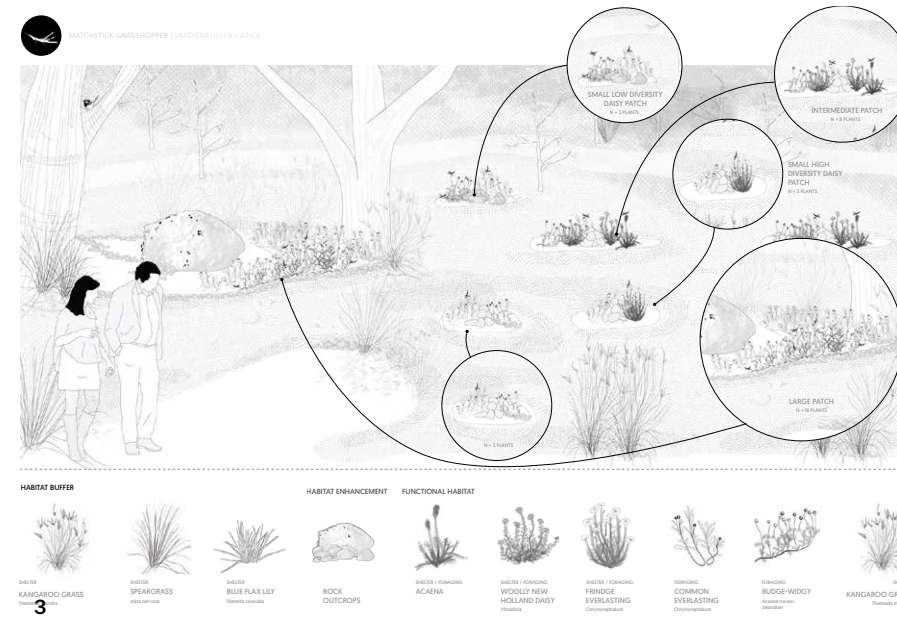 MATCHSTICK GRASSHOPPER | VANDIEMENELLA VIATICA
SMALL LOW DIVERSITY
DAISY PATCH
N = 3 PLANTS
INTERMEDIATE PATCH
N = 8 PLANTS
SMALL HIGH
DIVERSITY DAISY
PATCH
N = 3 PLANTS
LARGE PATCH
N = 16 PLANTS
N = 3 PLANTS
HABITAT BUFFER
HABITAT ENHANCEMENT
FUNCTIONAL HABITAT
SHELTER
KANGAROO GRASS
SHELTER
SPEARGRASS
stipa nervosa
SHELTER
BLUE FLAX LILY
Dianella caerulea
ROCK
OUTCROPS
SHELTER / FORAGING
ACAENA
SHELTER / FORAGING
WOOLLY NEW
HOLLAND DAISY
Vittadinia
SHELTER / FORAGING
FRINDGE
EVERLASTING
Chrysocephalum
FORAGING
COMMON
EVERLASTING
Chrysocephalum
FORAGING
BUDGE-WIDGY
Acaena novae-
zelandiae
KANGAROO GR
3